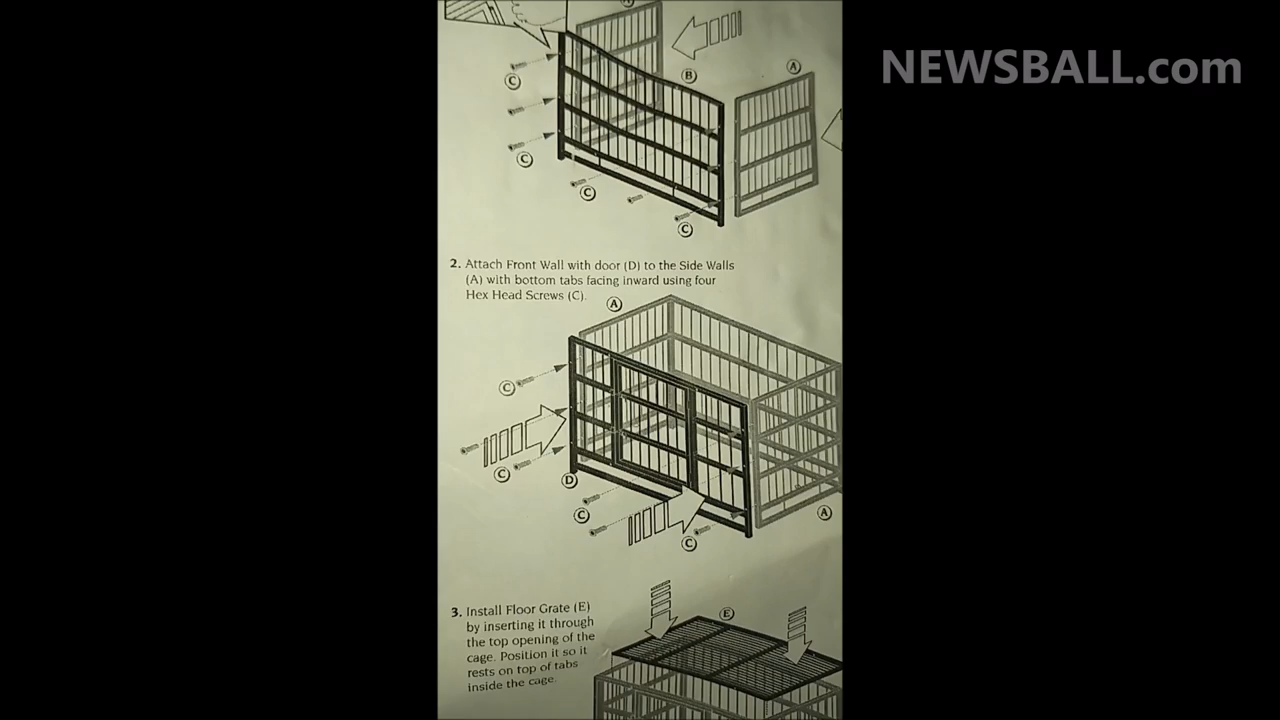 NEWSBALL.com
B
A
C
C
C
C
2. Attach Front Wall with door (D) to the Side Walls
(A) with bottom tabs facing inward using four
Hex Head Screws (C).
A
C
C
D
C
C
A
3. Install Floor Grate (E)
by inserting it through
the top opening of the
cage. Position it so it
rests on top of tabs
inside the cage.
E